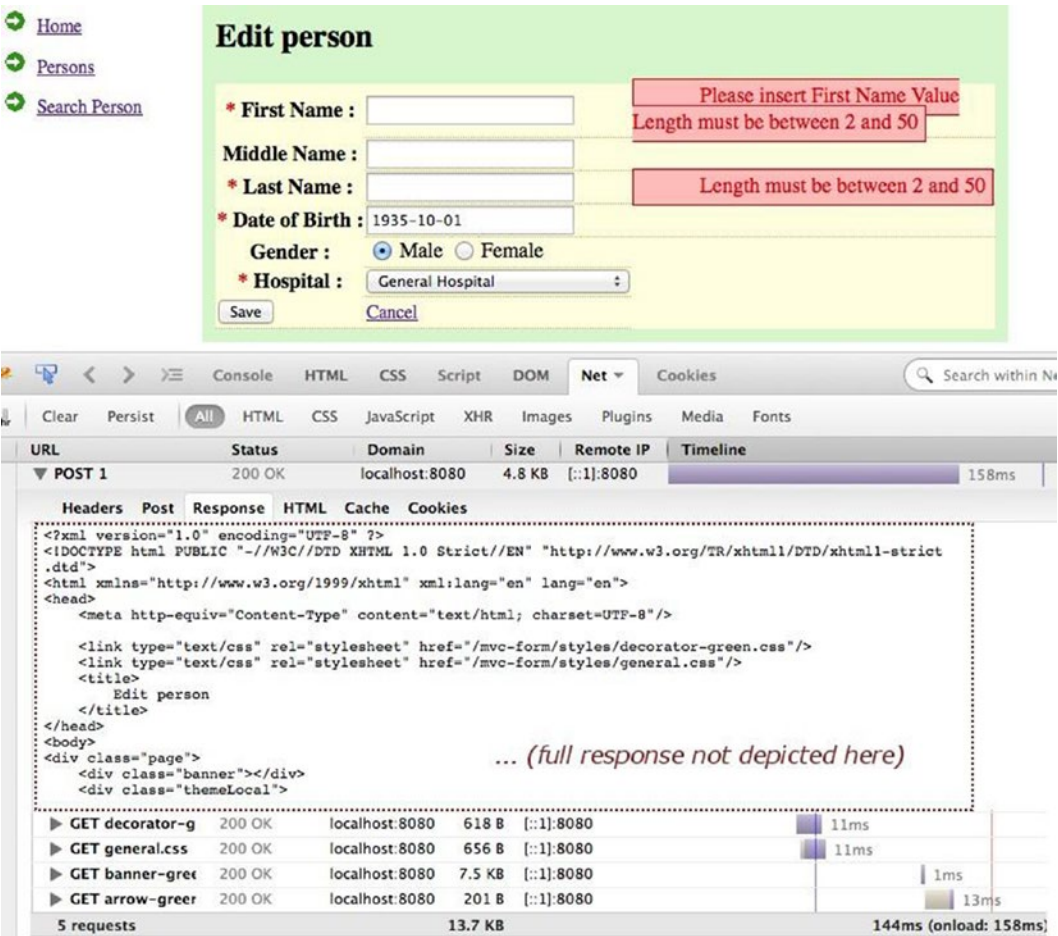 Home
Persons
Search Person
Edit person
* First Name :
Please insert First Name Value
Length must be between 2 and 50
Middle Name :
* Last Name :
Length must be between 2 and 50
* Date of Birth : 1935-10-01
Gender : Male Female
* Hospital : General Hospital
Save Cancel
Console HTML CSS Script DOM Net Cookies Search within Ne
Clear Persist All HTML CSS JavaScript XHR Images Plugins Media Fonts
URL Status Domain Size Remote IP Timeline
POST 1 200 OK localhost:8080 4.8 KB [::1]:8080 158ms
Headers Post Response HTML Cache Cookies
<?xml version="1.0" encoding="UTF-8" ?>
<!DOCTYPE html PUBLIC "-//W3C//DTD XHTML 1.0 Strict//EN" "http://www.w3.org/TR/xhtml1/DTD/xhtml1-strict
.dtd">
<html xmlns="http://www.w3.org/1999/xhtml" xml:lang="en" lang="en">
<head>
<meta http-equiv="Content-Type" content="text/html; charset=UTF-8"/>
<link type="text/css" rel="stylesheet" href="/mvc-form/styles/decorator-green.css"/>
<link type="text/css" rel="stylesheet" href="/mvc-form/styles/general.css"/>
<title>
Edit person
</title>
</head>
<body>
<div class="page">
... (full response not depicted here)
<div class="banner"></div>
<div class="themeLocal">
GET decorator-g 200 OK localhost:8080 618 B [::1]:8080 11ms
GET general.css 200 OK localhost:8080 656 B [::1]:8080 11ms
GET banner-gree 200 OK localhost:8080 7.5 KB [::1]:8080 1ms
GET arrow-greer 200 OK localhost:8080 201 B [::1]:8080 13ms
5 requests 13.7 KB 144ms (onload: 158ms)